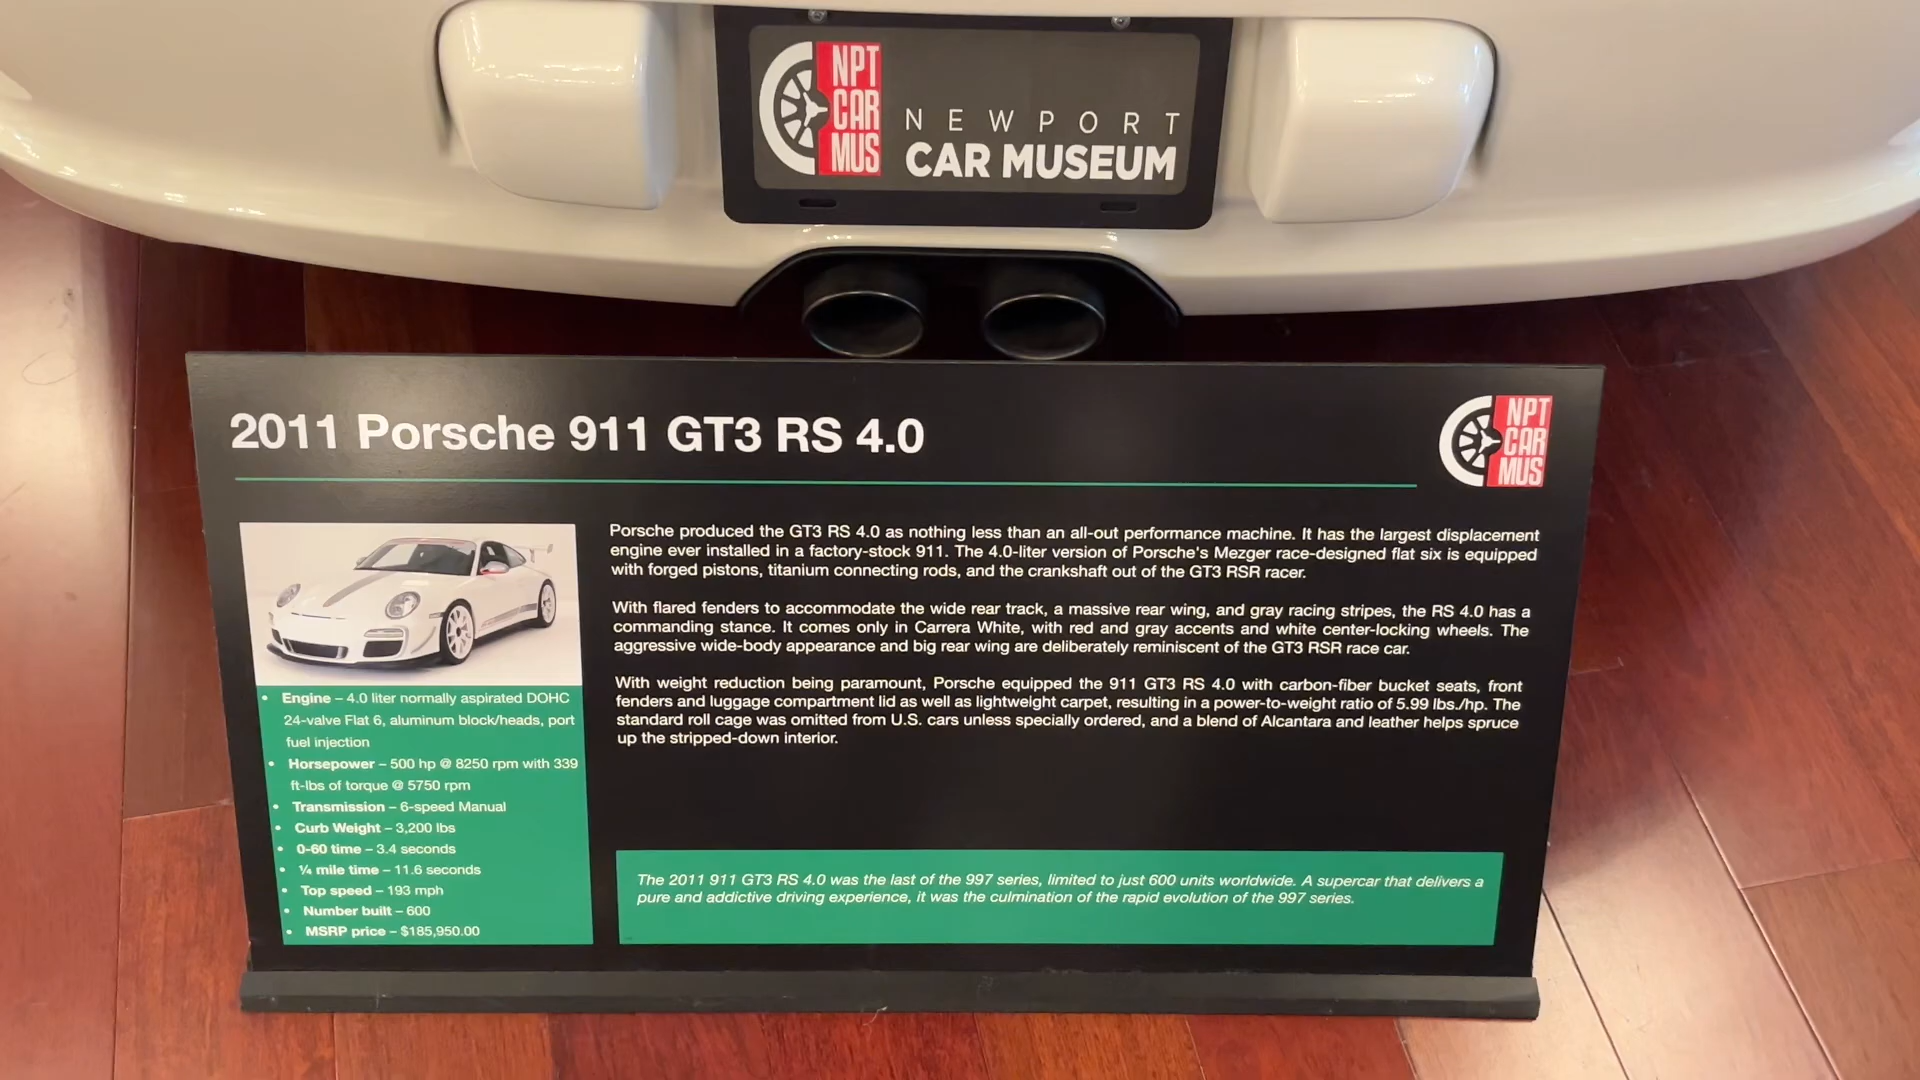 NPT
CAR
MUS
NEWPORT
CAR MUSEUM
2011 Porsche 911 GT3 RS 4.0
NPT
CAR
MUS
Porsche produced the GT3 RS 4.0 as nothing less than an all-out performance machine. It has the largest displacement
engine ever installed in a factory-stock 911. The 4.0-liter version of Porsche's Mezger race-designed flat six is equipped
with forged pistons, titanium connecting rods, and the crankshaft out of the GT3 RSR racer.
With flared fenders to accommodate the wide rear track, a massive rear wing, and gray racing stripes, the RS 4.0 has a
commanding stance. It comes only in Carrera White, with red and gray accents and white center-locking wheels. The
aggressive wide-body appearance and big rear wing are deliberately reminiscent of the GT3 RSR race car.
With weight reduction being paramount, Porsche equipped the 911 GT3 RS 4.0 with carbon-fiber bucket seats, front
fenders and luggage compartment lid as well as lightweight carpet, resulting in a power-to-weight ratio of 5.99 lbs./hp. The
standard roll cage was omitted from U.S. cars unless specially ordered, and a blend of Alcantara and leather helps spruce
up the stripped-down interior.
• Engine – 4.0 liter normally aspirated DOHC
24-valve Flat 6, aluminum block/heads, port
fuel injection
• Horsepower – 500 hp @ 8250 rpm with 339
ft-lbs of torque @ 5750 rpm
• Transmission – 6-speed Manual
• Curb Weight – 3,200 lbs
• 0-60 time – 3.4 seconds
• ¼ mile time – 11.6 seconds
• Top speed – 193 mph
• Number built – 600
• MSRP price – $185,950.00
The 2011 911 GT3 RS 4.0 was the last of the 997 series, limited to just 600 units worldwide. A supercar that delivers a
pure and addictive driving experience, it was the culmination of the rapid evolution of the 997 series.